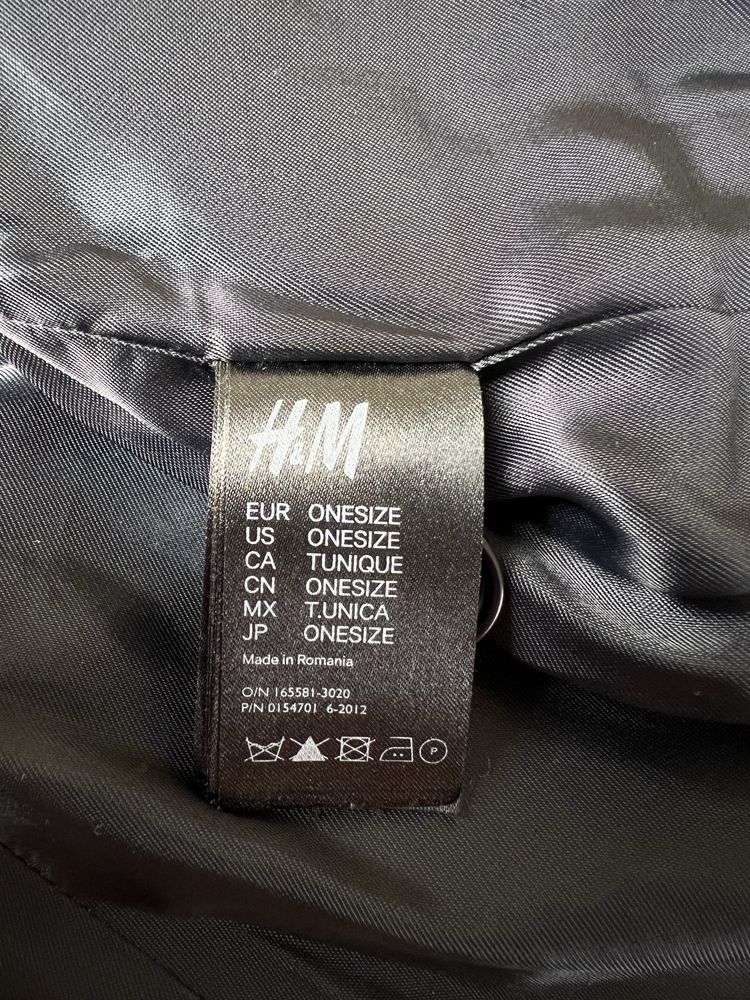 H&M
EUR ONESIZE
US ONESIZE
CA TUNIQUE
CN ONESIZE
MX T.UNICA
JP ONESIZE
Made in Romania
O/N 165581-3020
P/N 0154701 6-2012
P